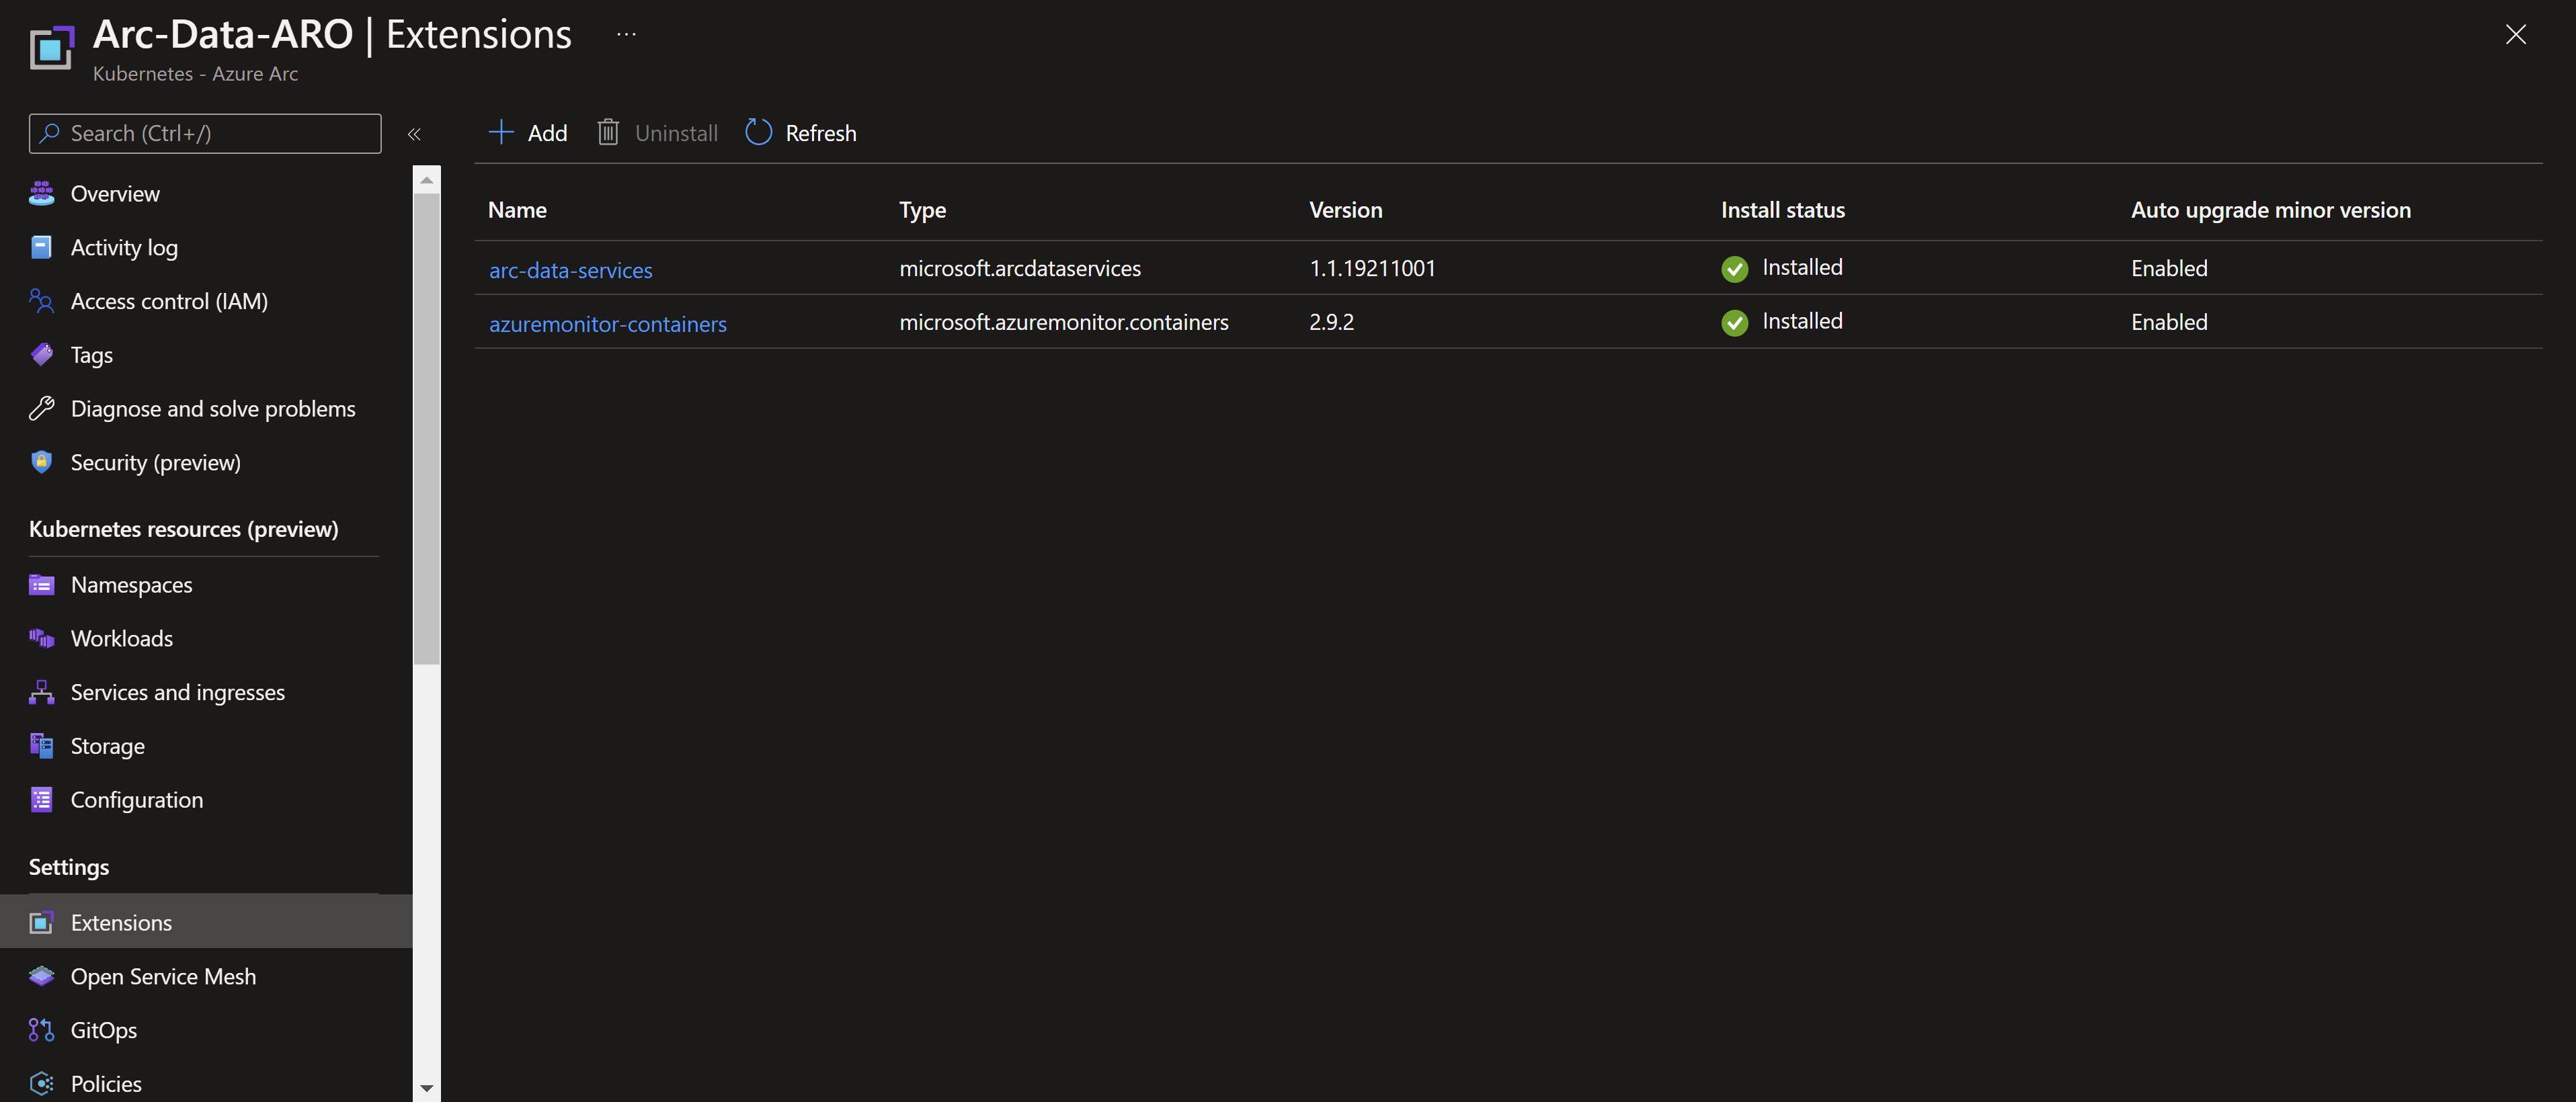 Arc-Data-ARO | Extensions ...
Kubernetes - Azure Arc
Search (Ctrl+/)
Overview
Activity log
Access control (IAM)
Tags
Diagnose and solve problems
Security (preview)
Kubernetes resources (preview)
Namespaces
Workloads
Services and ingresses
Storage
Configuration
Settings
Extensions
Open Service Mesh
GitOps
Policies
Add Uninstall Refresh
Name Type Version Install status Auto upgrade minor version
arc-data-services microsoft.arcdataservices 1.1.19211001 Installed Enabled
azuremonitor-containers microsoft.azuremonitor.containers 2.9.2 Installed Enabled